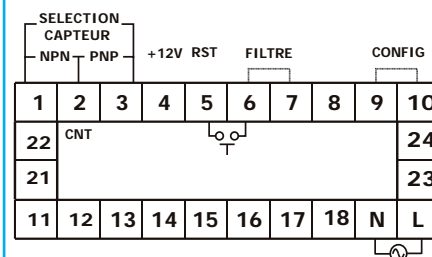 SELECTION
CAPTEUR
NPN PNP +12V RST FILTRE CONFIG
1 2 3 4 5 6 7 8 9 10
22 CNT 24
21 23
11 12 13 14 15 16 17 18 N L